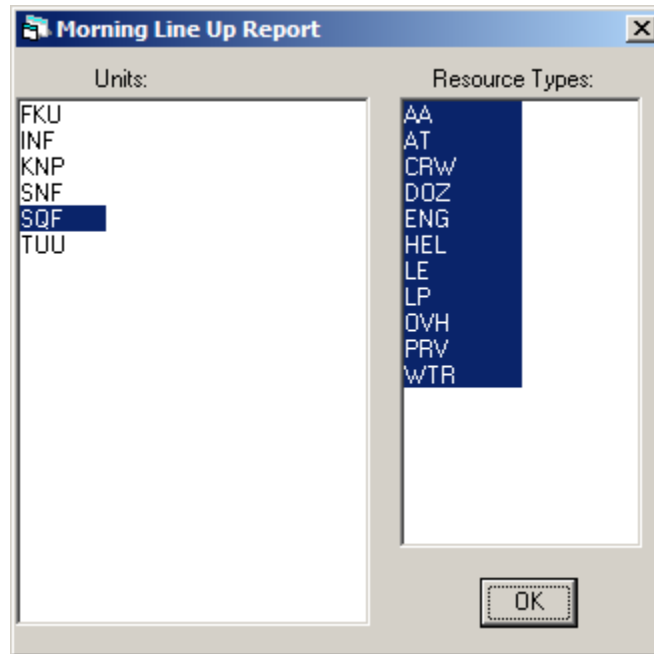 Morning Line Up Report
Units:
FKU
INF
KNP
SNF
SQF
TUU
Resource Types:
AA
AT
CRW
DOZ
ENG
HEL
LE
LP
OVH
PRV
WTR
OK